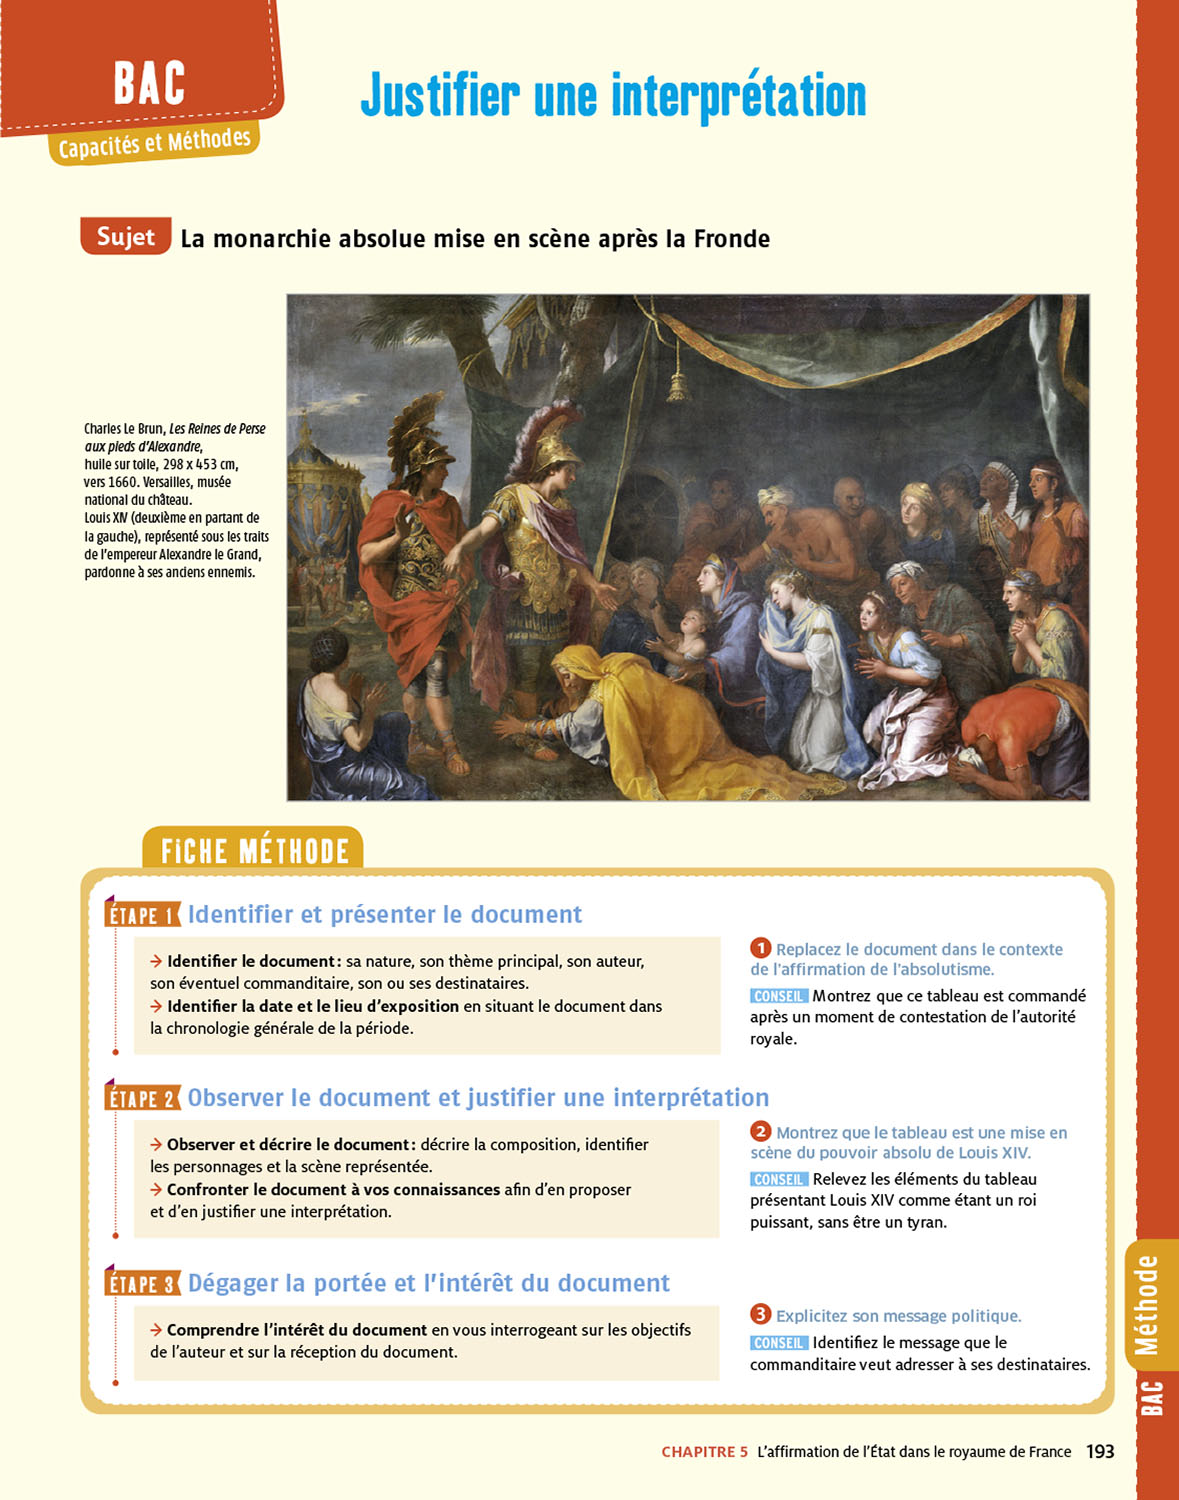 BAC
Capacités et Méthodes
Justifier une interprétation
Sujet La monarchie absolue mise en scène après la Fronde
Charles Le Brun, Les Reines de Perse
aux pieds d'Alexandre,
huile sur toile, 298 x 453 cm,
vers 1660. Versailles, musée
national du château.
Louis XIV (deuxième en partant de
la gauche), représenté sous les traits
de l'empereur Alexandre le Grand,
pardonne à ses anciens ennemis.
FiCHE MÉTHODE
ÉTAPE 1 Identifier et présenter le document
→ Identifier le document : sa nature, son thème principal, son auteur,
son éventuel commanditaire, son ou ses destinataires.
→ Identifier la date et le lieu d'exposition en situant le document dans
la chronologie générale de la période.
1 Replacez le document dans le contexte
de l'affirmation de l'absolutisme.
CONSEIL Montrez que ce tableau est commandé
après un moment de contestation de l'autorité
royale.
ÉTAPE 2 Observer le document et justifier une interprétation
→ Observer et décrire le document : décrire la composition, identifier
les personnages et la scène représentée.
→ Confronter le document à vos connaissances afin d'en proposer
et d'en justifier une interprétation.
2 Montrez que le tableau est une mise en
scène du pouvoir absolu de Louis XIV.
CONSEIL Relevez les éléments du tableau
présentant Louis XIV comme étant un roi
puissant, sans être un tyran.
ÉTAPE 3 Dégager la portée et l'intérêt du document
→ Comprendre l'intérêt du document en vous interrogeant sur les objectifs
de l'auteur et sur la réception du document.
3 Explicitez son message politique.
CONSEIL Identifiez le message que le
commanditaire veut adresser à ses destinataires.
BAC Méthode
CHAPITRE 5 L'affirmation de l'État dans le royaume de France 193